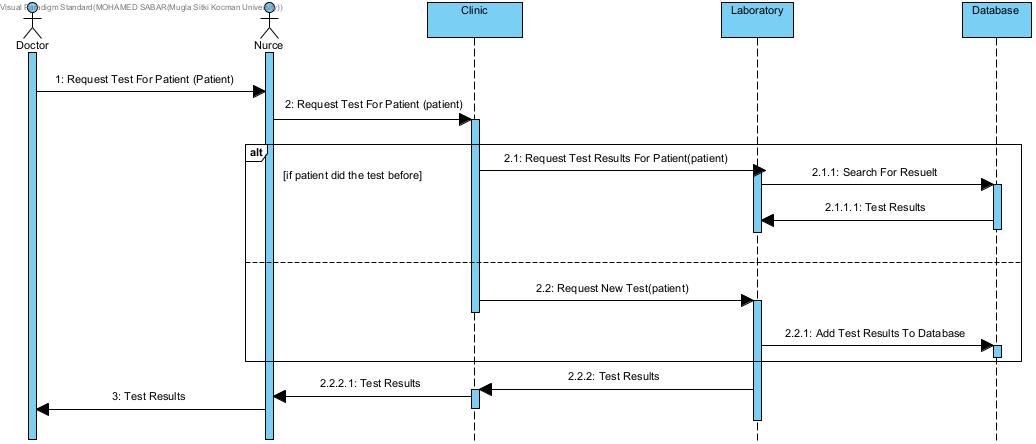 Visual Paradigm Standard(MOHAMED SABAR(Mugla Sitki Kocman University))
Doctor
Nurce
Clinic
Laboratory
Database
1: Request Test For Patient (Patient)
2: Request Test For Patient (patient)
alt
[if patient did the test before]
2.1: Request Test Results For Patient(patient)
2.1.1: Search For Resuelt
2.1.1.1: Test Results
2.2: Request New Test(patient)
2.2.1: Add Test Results To Database
2.2.2: Test Results
2.2.2.1: Test Results
3: Test Results